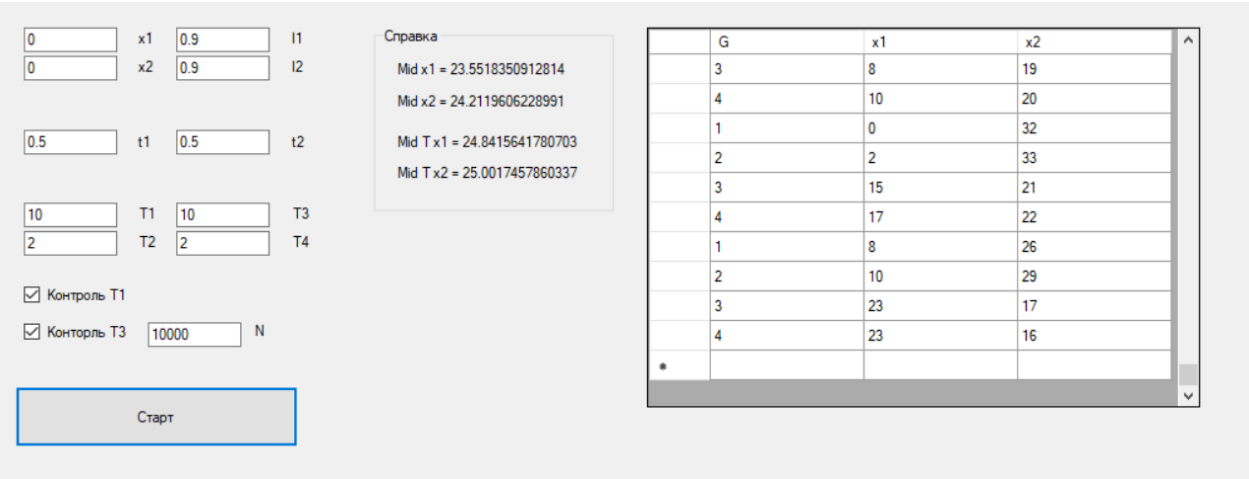 0 x1 0.9 l1
0 x2 0.9 l2
0.5 t1 0.5 t2
10 T1 10 T3
2 T2 2 T4
Контроль T1
Конторль T3 10000 N
Старт
Справка
Mid x1 = 23.5518350912814
Mid x2 = 24.2119606228991
Mid T x1 = 24.8415641780703
Mid T x2 = 25.0017457860337
G x1 x2
3 8 19
4 10 20
1 0 32
2 2 33
3 15 21
4 17 22
1 8 26
2 10 29
3 23 17
4 23 16
*